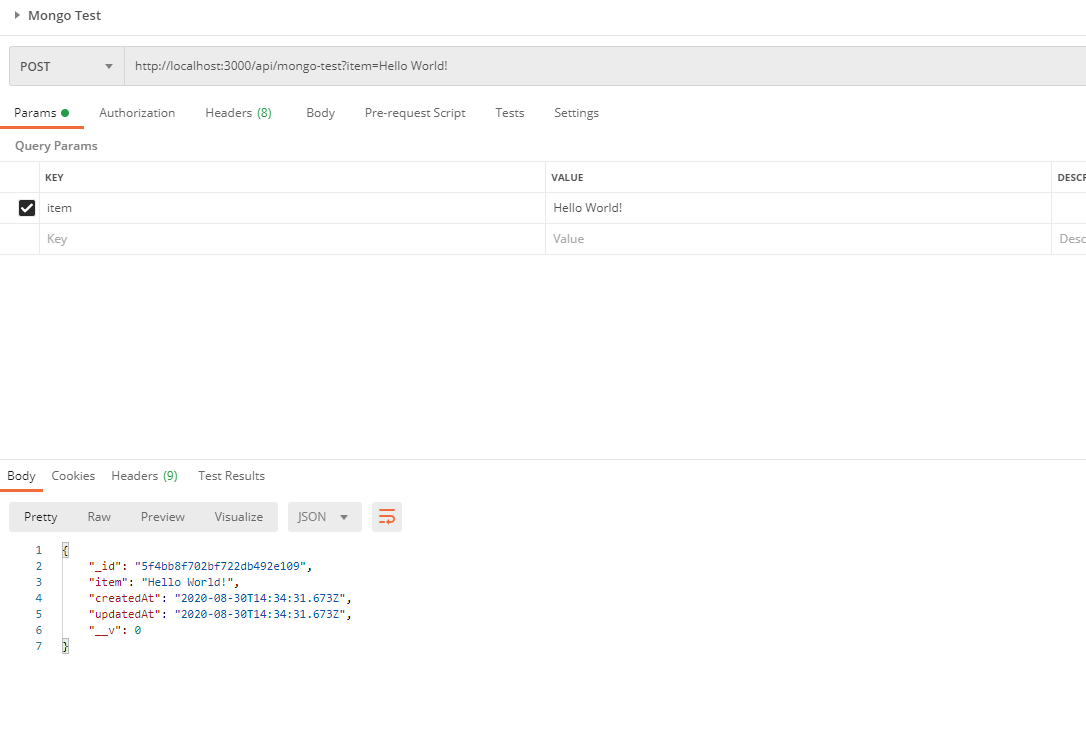 Mongo Test
POST http://localhost:3000/api/mongo-test?item=Hello World!
Params Authorization Headers (8) Body Pre-request Script Tests Settings
Query Params
KEY VALUE DESCR
item Hello World!
Key Value Desc
Body Cookies Headers (9) Test Results
Pretty Raw Preview Visualize JSON
1 {
2 "_id": "5f4bb8f702bf722db492e109",
3 "item": "Hello World!",
4 "createdAt": "2020-08-30T14:34:31.673Z",
5 "updatedAt": "2020-08-30T14:34:31.673Z",
6 "__v": 0
7 }